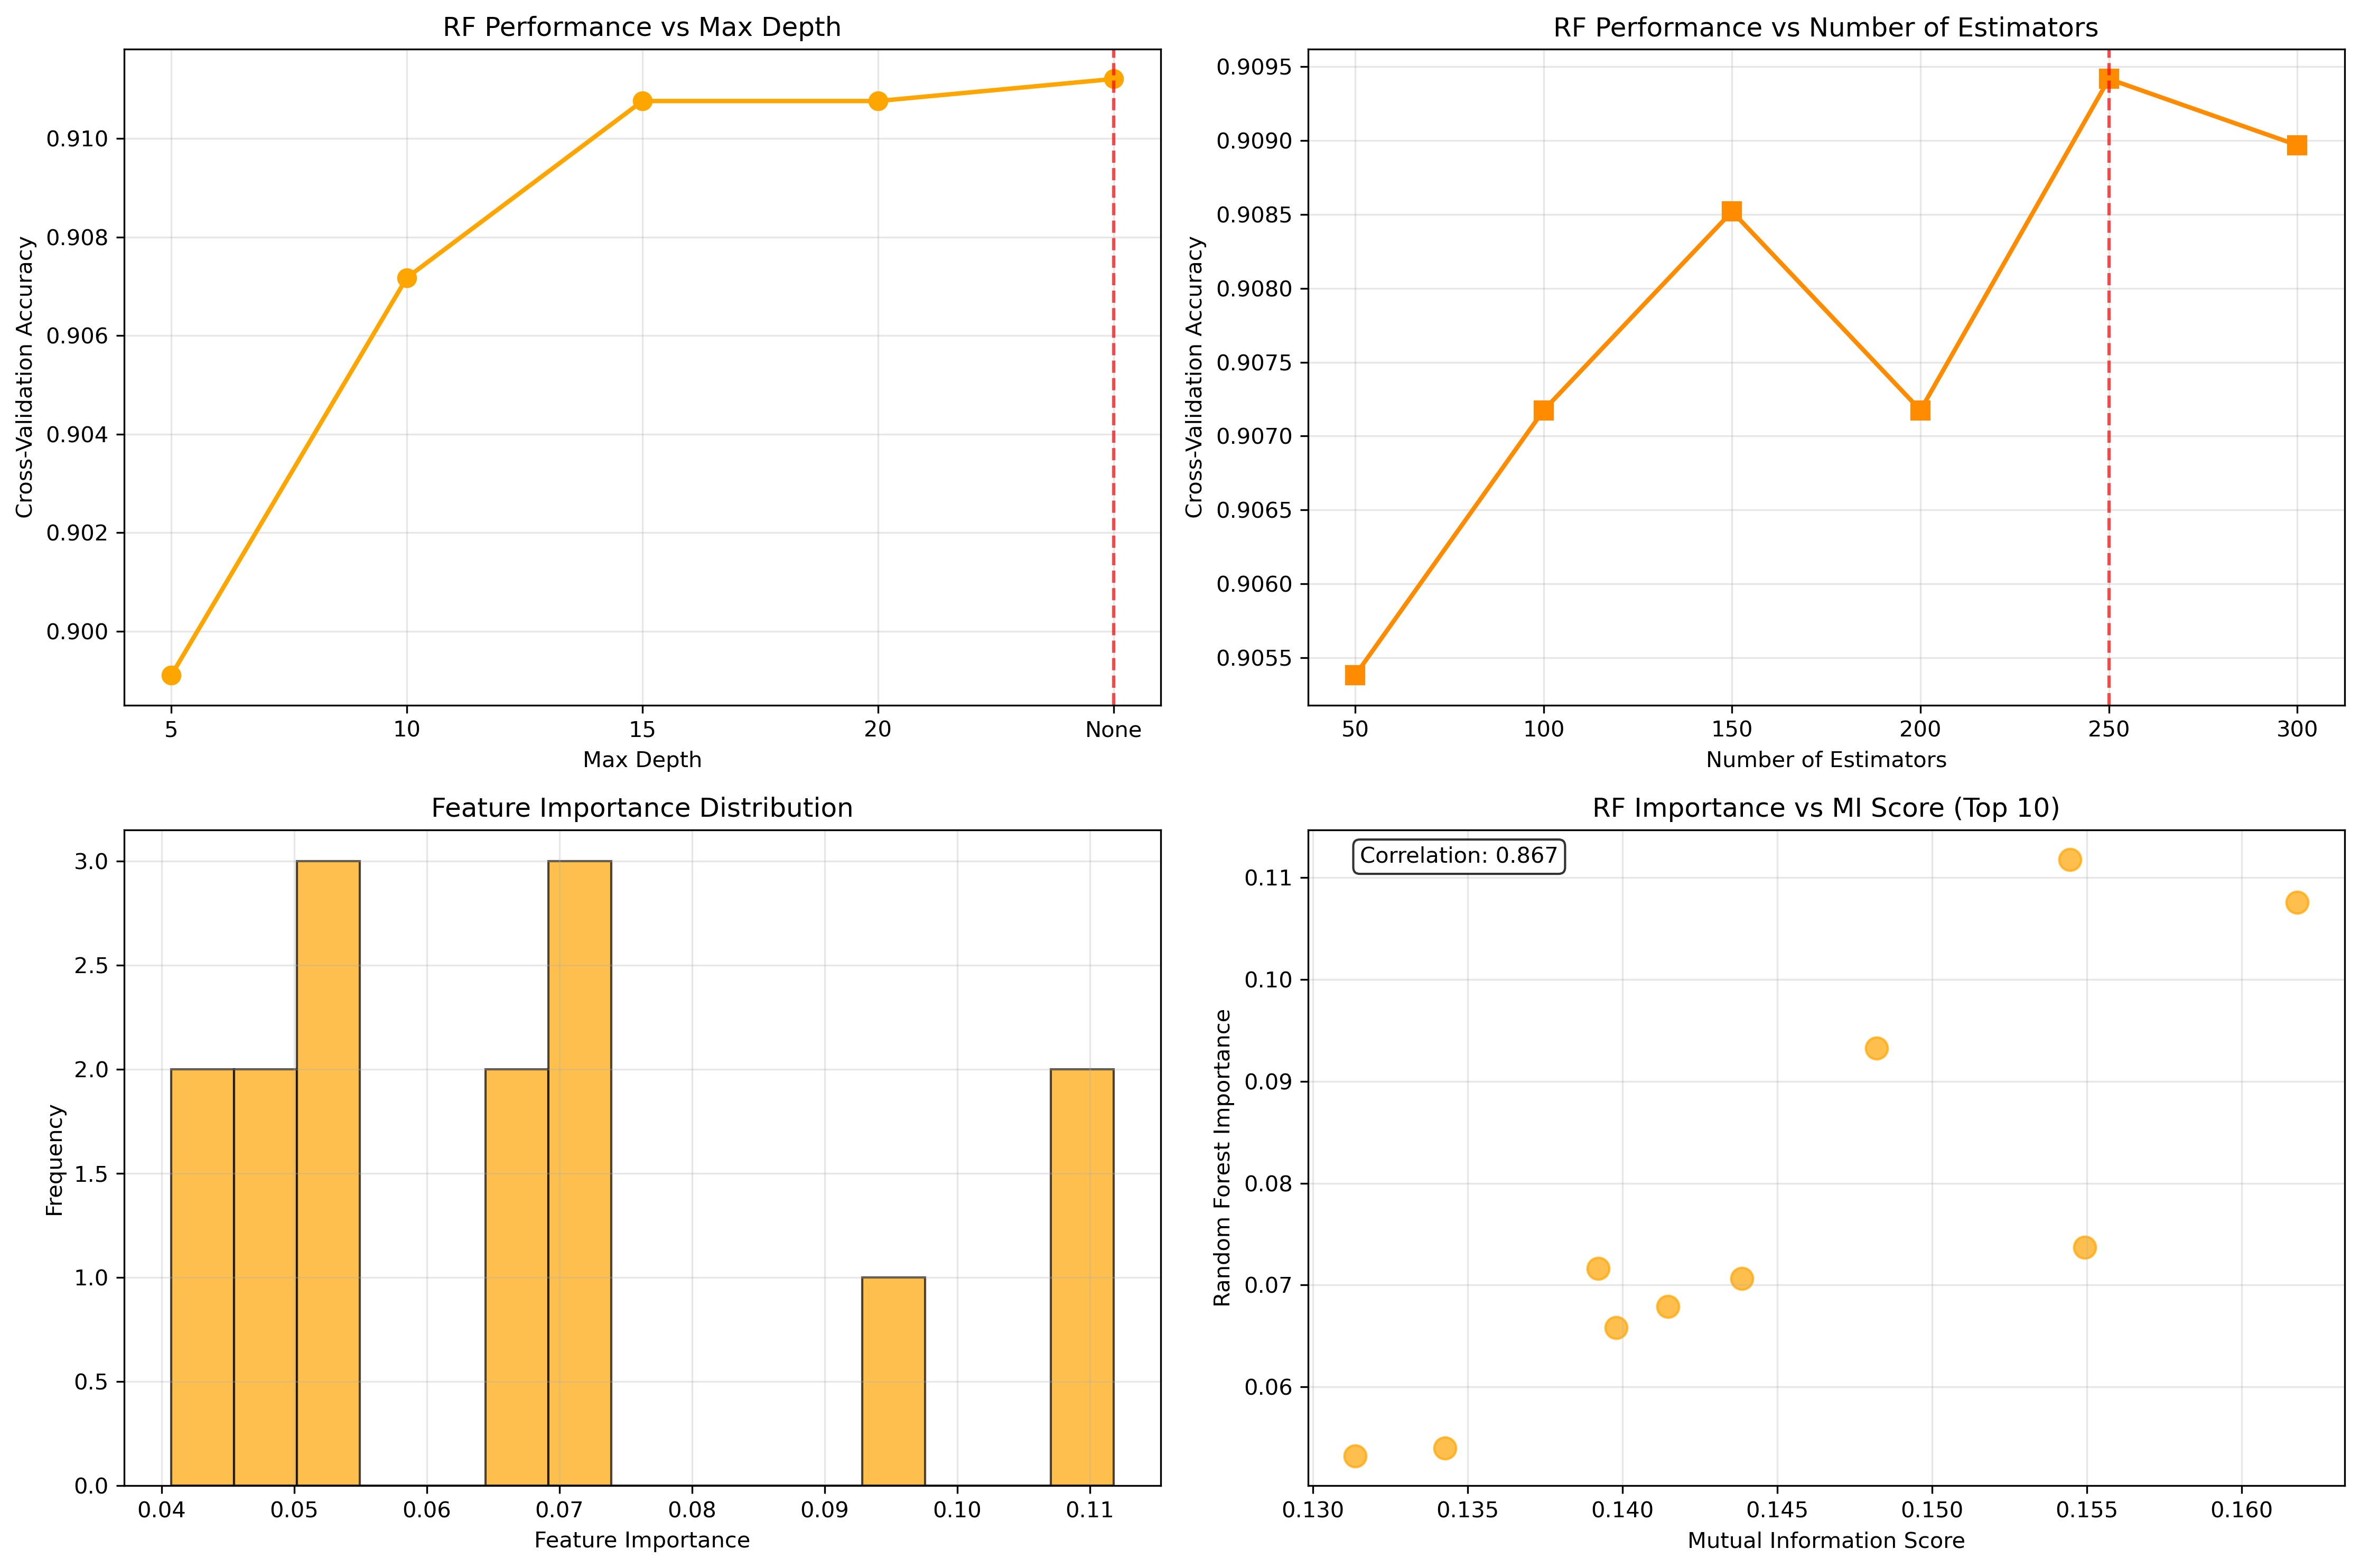 RF Performance vs Max Depth
Cross-Validation Accuracy
0.910
0.908
0.906
0.904
0.902
0.900
5 10 15 20 None
Max Depth
RF Performance vs Number of Estimators
Cross-Validation Accuracy
0.9095
0.9090
0.9085
0.9080
0.9075
0.9070
0.9065
0.9060
0.9055
50 100 150 200 250 300
Number of Estimators
Feature Importance Distribution
Frequency
3.0
2.5
2.0
1.5
1.0
0.5
0.0
0.04 0.05 0.06 0.07 0.08 0.09 0.10 0.11
Feature Importance
RF Importance vs MI Score (Top 10)
Correlation: 0.867
Random Forest Importance
0.11
0.10
0.09
0.08
0.07
0.06
0.130 0.135 0.140 0.145 0.150 0.155 0.160
Mutual Information Score